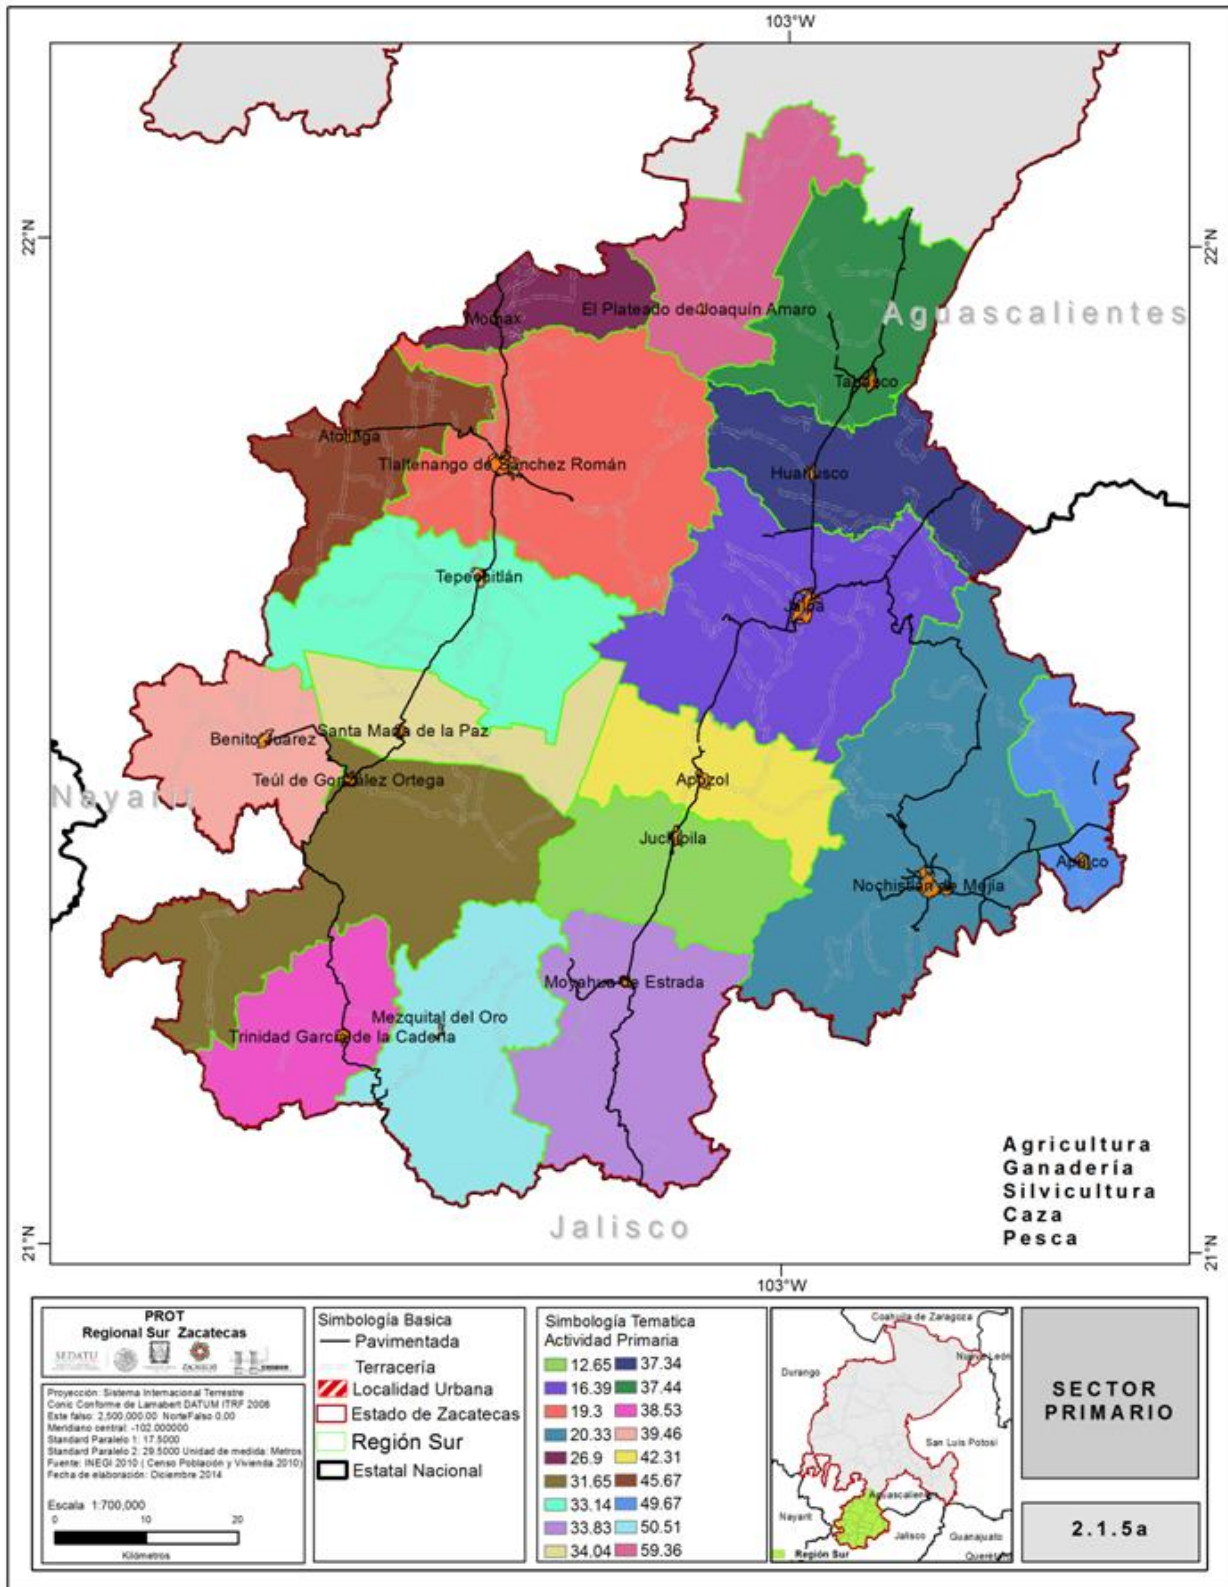 103°W
22°N
22°N
El Plateado de Joaquín Amaro
Momax
Aguascalientes
Tabasco
Atolinga
Tlaltenango de Sánchez Román
Huanusco
Tepechitlán
Jalpa
Santa María de la Paz
Benito Juárez
Teúl de González Ortega
Apozol
Nayarit
Juchipila
Apulco
Nochistlán de Mejía
Moyahua de Estrada
Mezquital del Oro
Trinidad García de la Cadena
Agricultura
Ganadería
Silvicultura
Caza
Pesca
Jalisco
21°N
21°N
103°W
PROT
Regional Sur Zacatecas
SEDATU
Proyección: Sistema Internacional Terrestre
Conic Conforme de Lamabert DATUM ITRF 2008
Este falso: 2,500,000.00 NorteFalso 0.00
Meridiano central: -102.000000
Standard Paralelo 1: 17.5000
Standard Paralelo 2: 29.5000 Unidad de medida: Metros
Fuente: INEGI 2010 ( Censo Población y Vivienda 2010)
Fecha de elaboración: Diciembre 2014
Escala 1:700,000
0 10 20
Kilómetros
Simbología Basica
Pavimentada
Terracería
Localidad Urbana
Estado de Zacatecas
Región Sur
Estatal Nacional
Simbología Tematica
Actividad Primaria
12.65 37.34
16.39 37.44
19.3 38.53
20.33 39.46
26.9 42.31
31.65 45.67
33.14 49.67
33.83 50.51
34.04 59.36
Coahuila de Zaragoza
Nuevo León
Durango
San Luis Potosi
Aguascalientes
Nayarit
Jalisco
Guanajuato
Región Sur
SECTOR
PRIMARIO
2.1.5a